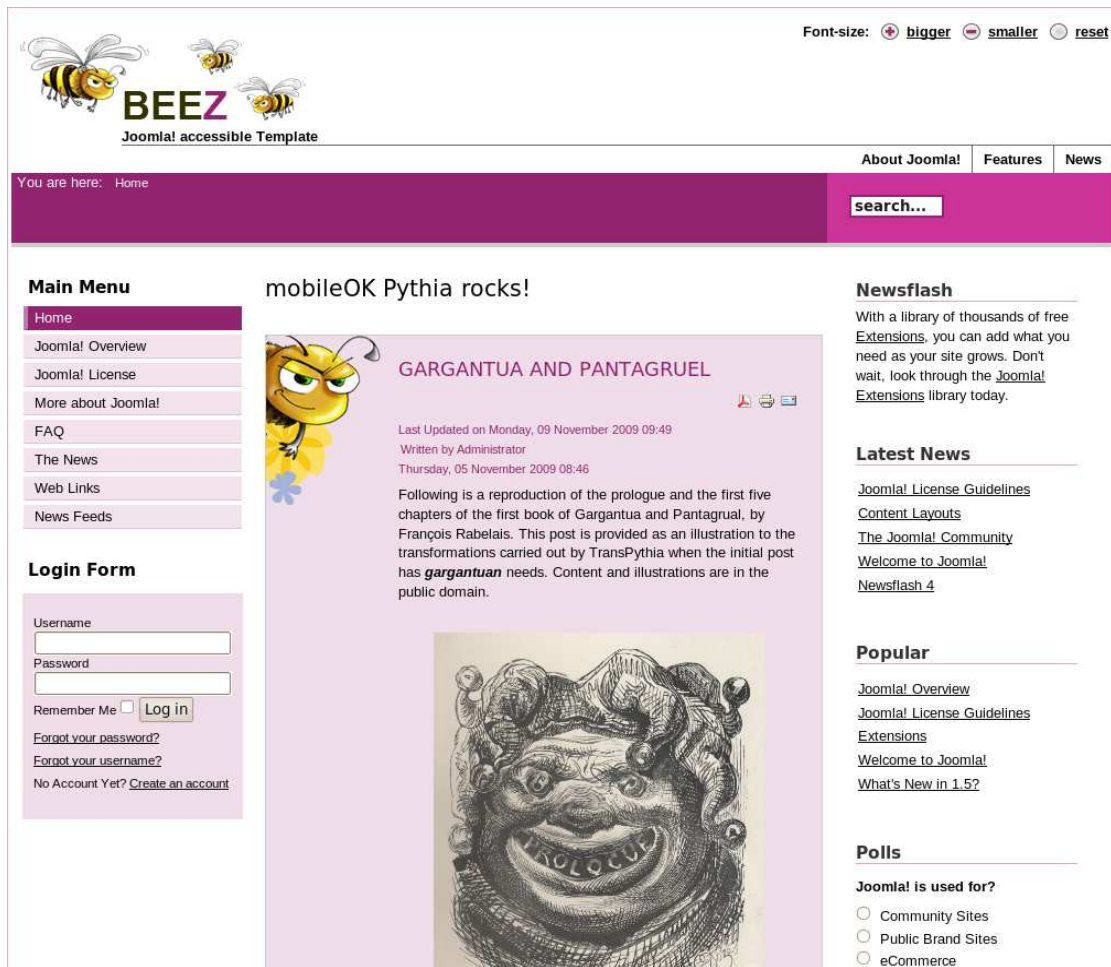 Font-size: bigger smaller reset
BEEZ
Joomla! accessible Template
About Joomla! Features News
You are here: Home
search...
Main Menu
Home
Joomla! Overview
Joomla! License
More about Joomla!
FAQ
The News
Web Links
News Feeds
Login Form
Username
Password
Remember Me Log in
Forgot your password?
Forgot your username?
No Account Yet? Create an account
mobileOK Pythia rocks!
GARGANTUA AND PANTAGRUEL
Last Updated on Monday, 09 November 2009 09:49
Written by Administrator
Thursday, 05 November 2009 08:46
Following is a reproduction of the prologue and the first five
chapters of the first book of Gargantua and Pantagrual, by
François Rabelais. This post is provided as an illustration to the
transformations carried out by TransPythia when the initial post
has gargantuan needs. Content and illustrations are in the
public domain.
PROLOGUE
Newsflash
With a library of thousands of free
Extensions, you can add what you
need as your site grows. Don't
wait, look through the Joomla!
Extensions library today.
Latest News
Joomla! License Guidelines
Content Layouts
The Joomla! Community
Welcome to Joomla!
Newsflash 4
Popular
Joomla! Overview
Joomla! License Guidelines
Extensions
Welcome to Joomla!
What's New in 1.5?
Polls
Joomla! is used for?
Community Sites
Public Brand Sites
eCommerce